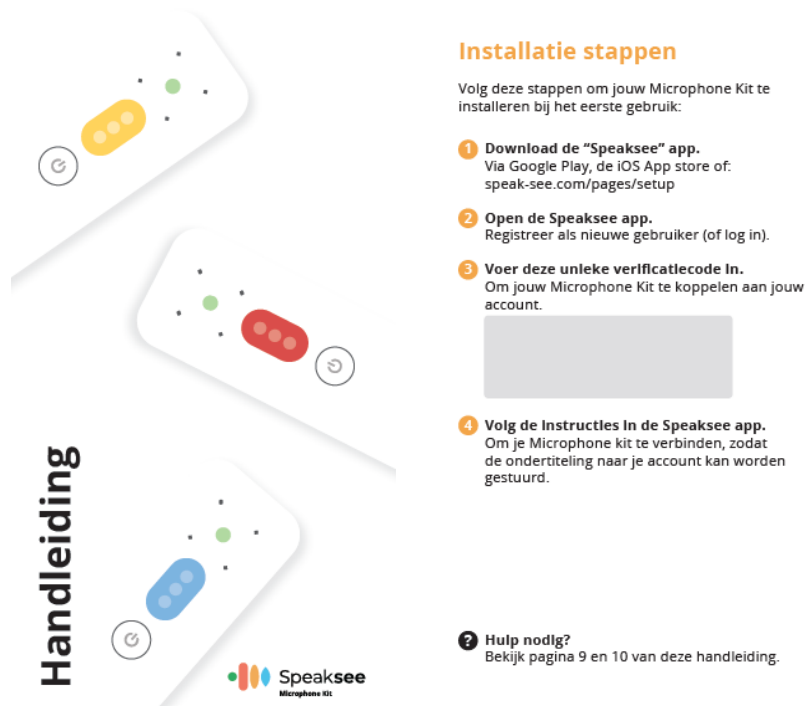 Handleiding
Speaksee
Microphone Kit
Installatie stappen
Volg deze stappen om jouw Microphone Kit te
installeren bij het eerste gebruik:
1 Download de “Speaksee” app.
Via Google Play, de iOS App store of:
speak-see.com/pages/setup
2 Open de Speaksee app.
Registreer als nieuwe gebruiker (of log in).
3 Voer deze unieke verificatiecode in.
Om jouw Microphone Kit te koppelen aan jouw
account.
4 Volg de instructies in de Speaksee app.
Om je Microphone kit te verbinden, zodat
de ondertiteling naar je account kan worden
gestuurd.
? Hulp nodig?
Bekijk pagina 9 en 10 van deze handleiding.